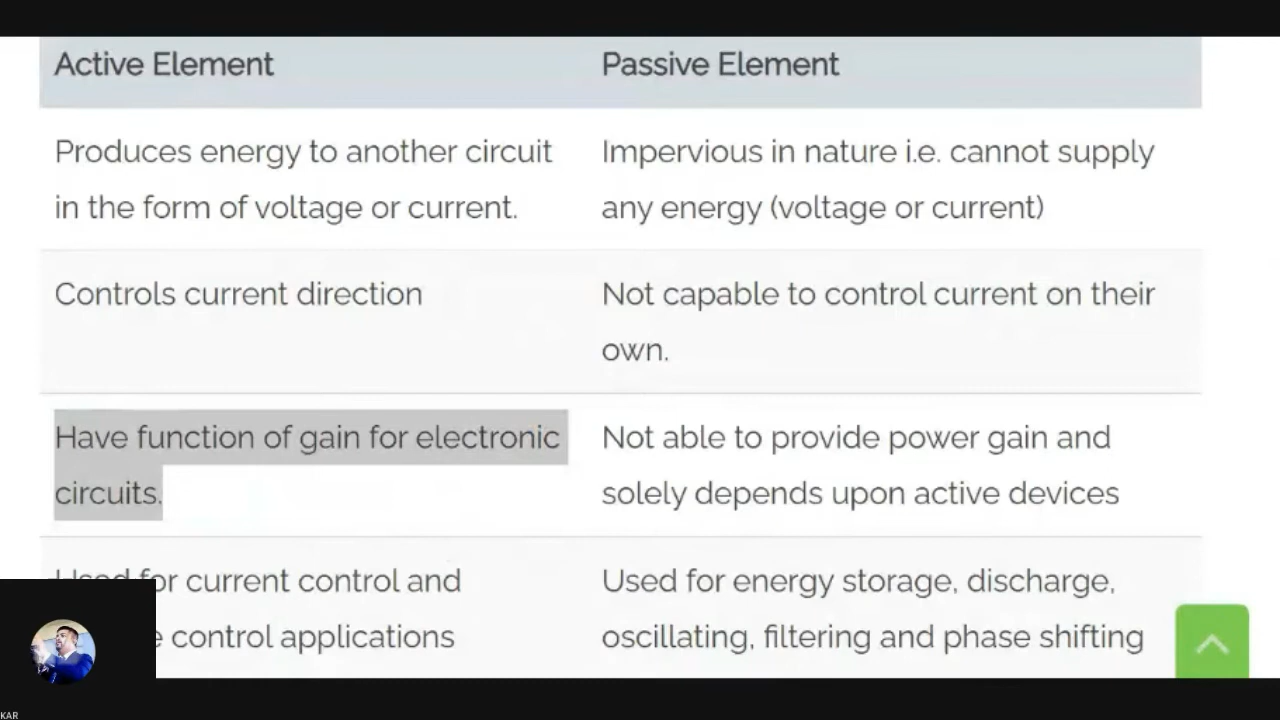 Active Element
Passive Element
Produces energy to another circuit
in the form of voltage or current.
Impervious in nature i.e. cannot supply
any energy (voltage or current)
Controls current direction
Not capable to control current on their
own.
Have function of gain for electronic
circuits.
Not able to provide power gain and
solely depends upon active devices
Used for current control and
control applications
Used for energy storage, discharge,
oscillating, filtering and phase shifting
KAR